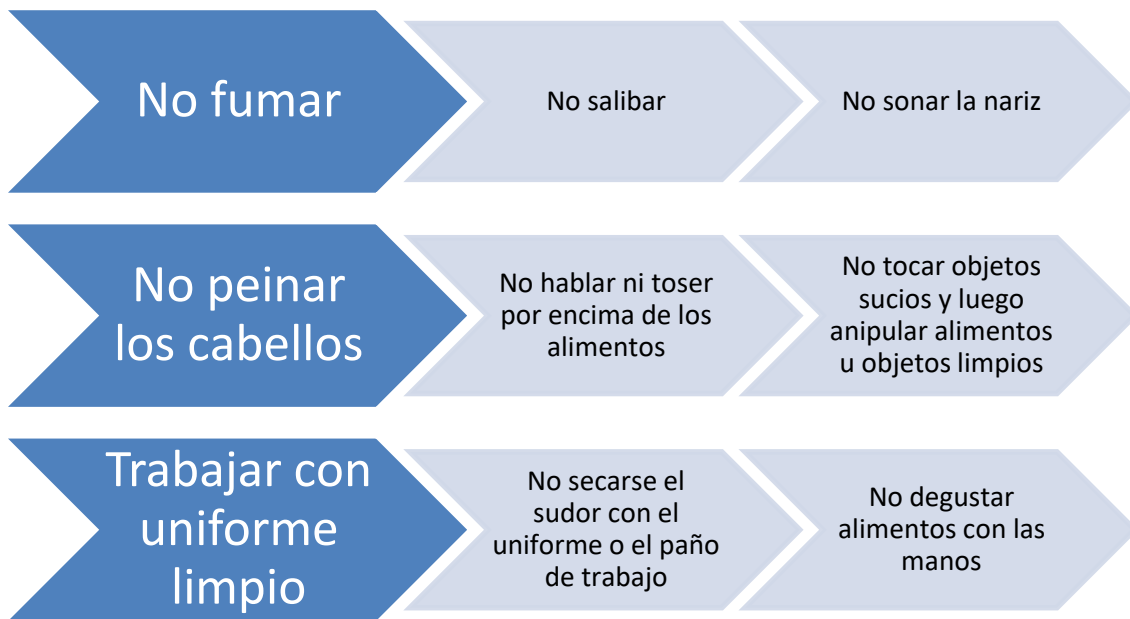 No fumar
No salibar
No sonar la nariz
No peinar
los cabellos
No hablar ni toser
por encima de los
alimentos
No tocar objetos
sucios y luego
anipular alimentos
u objetos limpios
Trabajar con
uniforme
limpio
No secarse el
sudor con el
uniforme o el paño
de trabajo
No degustar
alimentos con las
manos